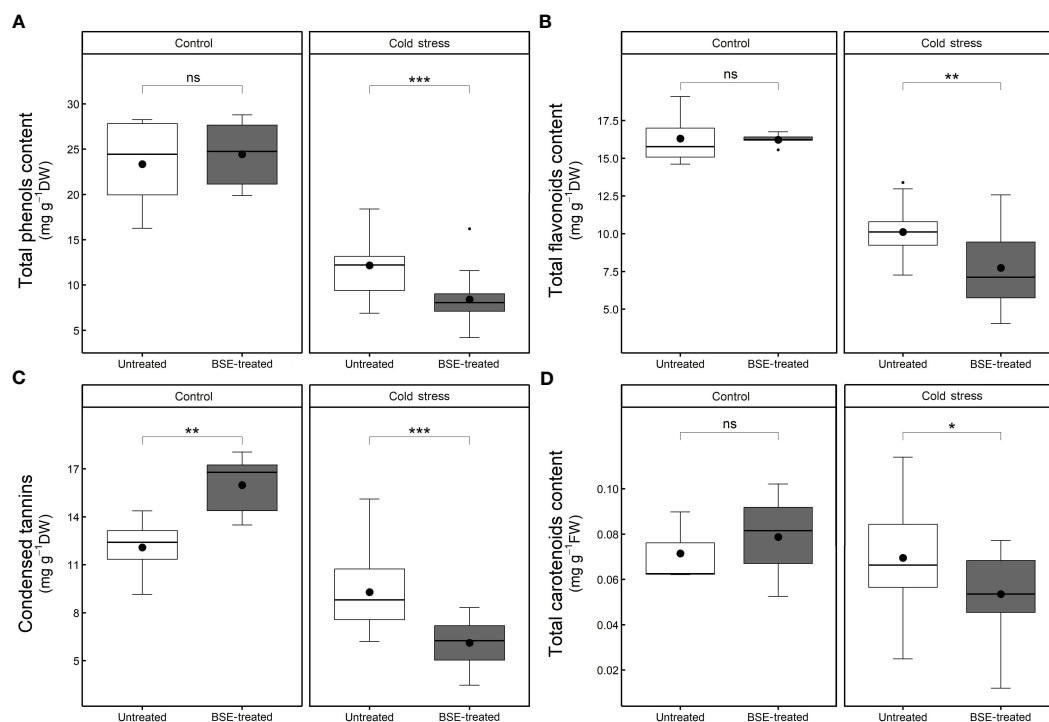 A
Control
Cold stress
ns
***
30
25
20
15
10
5
Total phenols content
(mg g⁻¹DW)
Untreated
BSE-treated
Untreated
BSE-treated
B
Control
Cold stress
ns
**
17.5
15.0
12.5
10.0
7.5
5.0
Total flavonoids content
(mg g⁻¹DW)
Untreated
BSE-treated
Untreated
BSE-treated
C
Control
Cold stress
**
***
17
14
11
9
8
6
5
Condensed tannins
(mg g⁻¹DW)
Untreated
BSE-treated
Untreated
BSE-treated
D
Control
Cold stress
ns
*
0.10
0.08
0.06
0.04
0.02
Total carotenoids content
(mg g⁻¹FW)
Untreated
BSE-treated
Untreated
BSE-treated